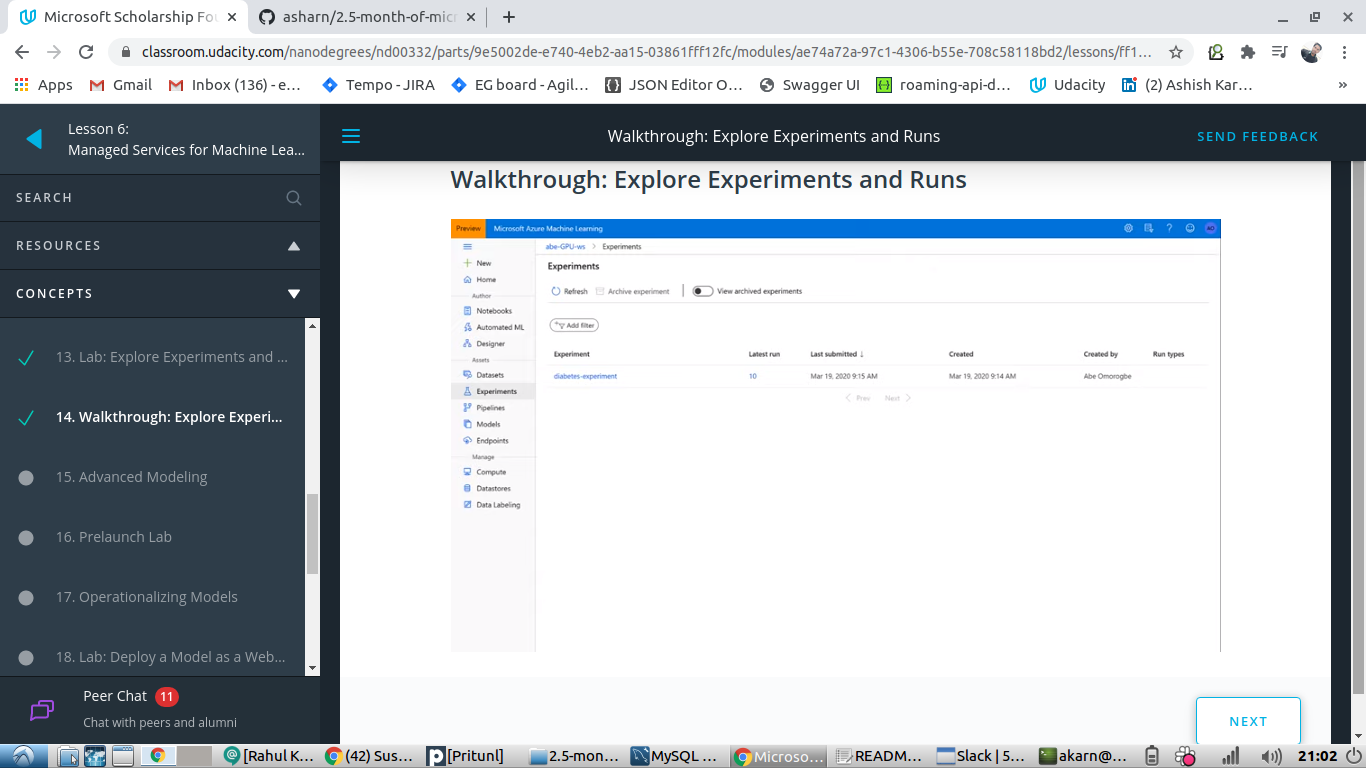 Microsoft Scholarship Fou
asharn/2.5-month-of-micr
classroom.udacity.com/nanodegrees/nd00332/parts/9e5002de-e740-4eb2-aa15-03861fff12fc/modules/ae74a72a-97c1-4306-b55e-708c58118bd2/lessons/ff1...
Apps Gmail Inbox (136) - e... Tempo - JIRA EG board - Agil... JSON Editor O... Swagger UI roaming-api-d... Udacity (2) Ashish Kar... »
Lesson 6:
Managed Services for Machine Lea...
Walkthrough: Explore Experiments and Runs
SEND FEEDBACK
SEARCH
RESOURCES
CONCEPTS
13. Lab: Explore Experiments and ...
14. Walkthrough: Explore Experi...
15. Advanced Modeling
16. Prelaunch Lab
17. Operationalizing Models
18. Lab: Deploy a Model as a Web...
Peer Chat 11
Chat with peers and alumni
Walkthrough: Explore Experiments and Runs
Preview Microsoft Azure Machine Learning
AO
New
Home
Author
Notebooks
Automated ML
Designer
Assets
Datasets
Experiments
Pipelines
Models
Endpoints
Manage
Compute
Datastores
Data Labeling
abe-GPU-ws > Experiments
Experiments
Refresh Archive experiment View archived experiments
Add filter
Experiment Latest run Last submitted ↓ Created Created by Run types
diabetes-experiment 10 Mar 19, 2020 9:15 AM Mar 19, 2020 9:14 AM Abe Omorogbe
< Prev Next >
NEXT
[Rahul K... (42) Sus... [Pritunl] 2.5-mon... MySQL ... Microso... READM... Slack | 5... akarn@... 21:02